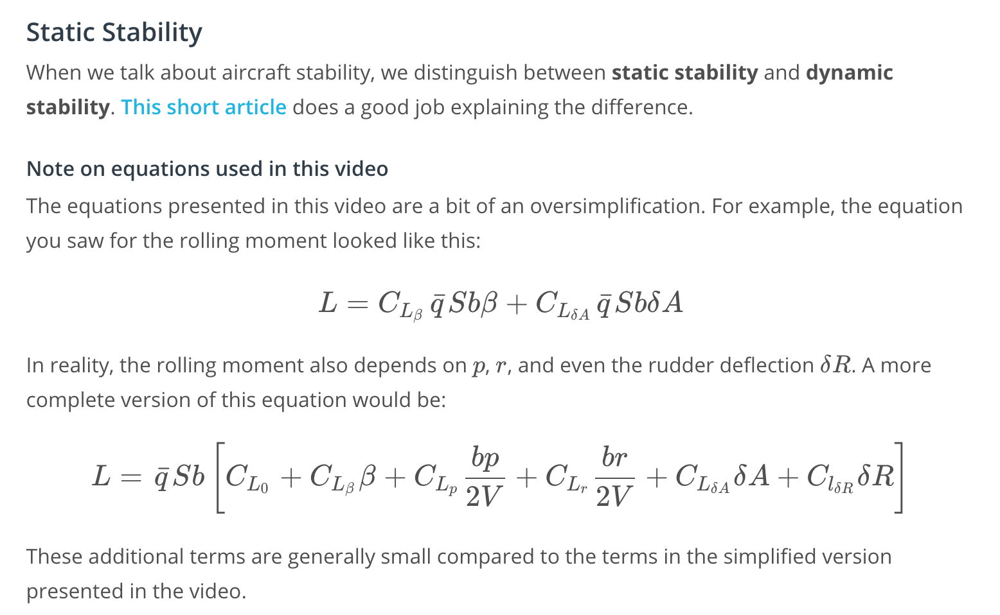 Static Stability
When we talk about aircraft stability, we distinguish between static stability and dynamic
stability. This short article does a good job explaining the difference.
Note on equations used in this video
The equations presented in this video are a bit of an oversimplification. For example, the equation
you saw for the rolling moment looked like this:
$L = C_{L_\beta} \bar{q} S b \beta + C_{L_{\delta A}} \bar{q} S b \delta A$
In reality, the rolling moment also depends on $p$, $r$, and even the rudder deflection $\delta R$. A more
complete version of this equation would be:
$L = \bar{q} S b \left[ C_{L_0} + C_{L_\beta} \beta + C_{L_p} \frac{bp}{2V} + C_{L_r} \frac{br}{2V} + C_{L_{\delta A}} \delta A + C_{l_{\delta R}} \delta R \right]$
These additional terms are generally small compared to the terms in the simplified version
presented in the video.